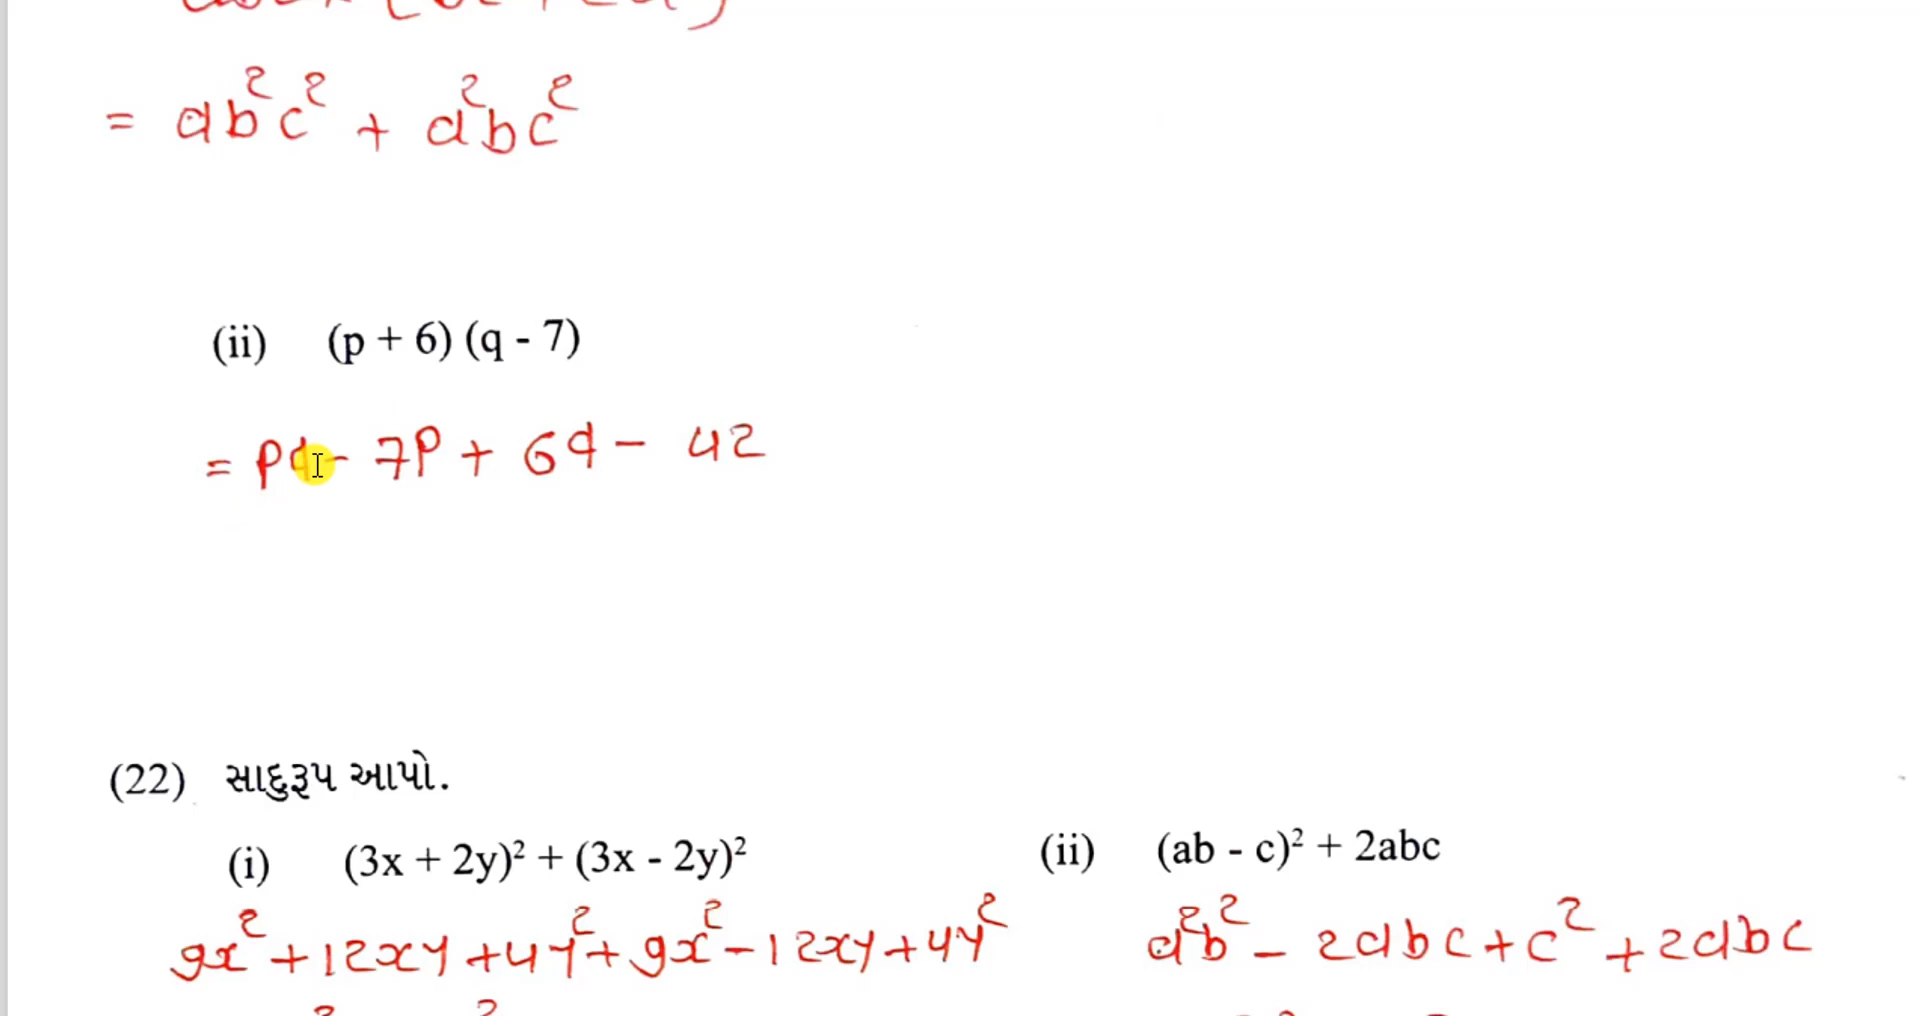 = ab²c² + a²bc²
(ii) (p + 6) (q - 7)
= pq - 7p + 6q - 42
(22) સાદુરૂપ આપો.
(i) (3x + 2y)² + (3x - 2y)²
(ii) (ab - c)² + 2abc
9x² + 12xy + 4y² + 9x² - 12xy + 4y²
a²b² - 2abc + c² + 2abc